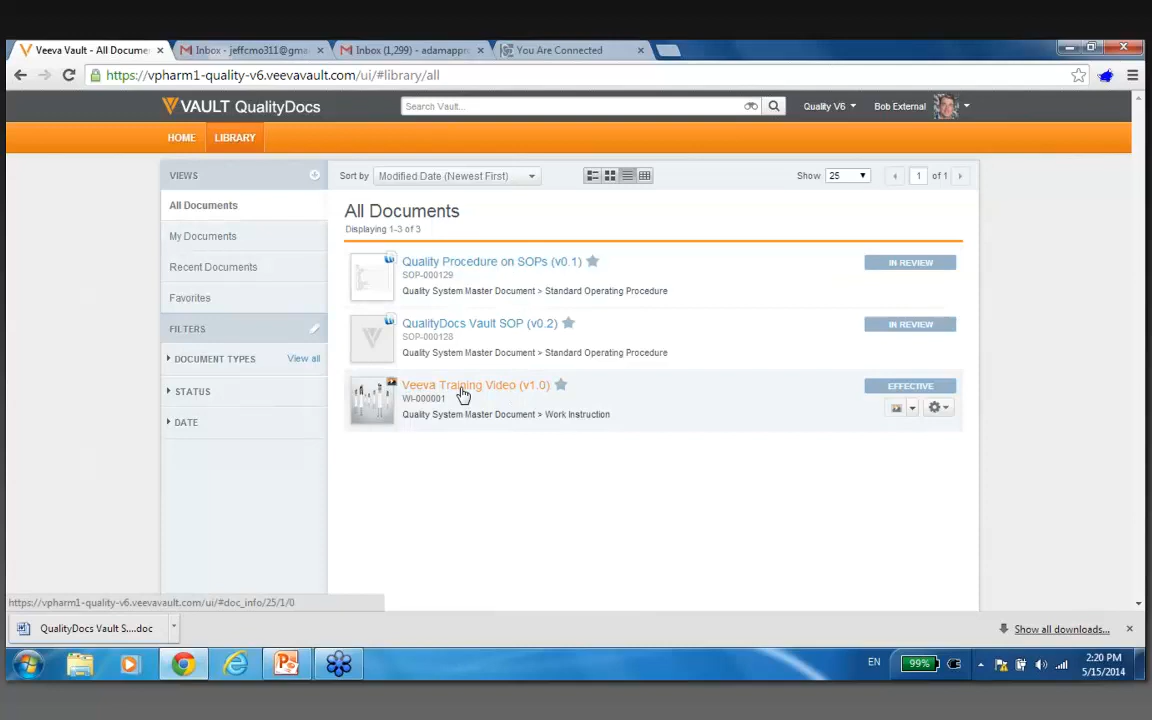 Veeva Vault - All Docume
Inbox - jeffcmo311@gma
Inbox (1,299) - adamappr
You Are Connected
https://vpharm1-quality-v6.veevavault.com/ui/#library/all
VAULT QualityDocs
Search Vault...
Quality V6
Bob External
HOME
LIBRARY
VIEWS
Sort by
Modified Date (Newest First)
Show
25
1
of 1
All Documents
My Documents
Recent Documents
Favorites
FILTERS
DOCUMENT TYPES
View all
STATUS
DATE
All Documents
Displaying 1-3 of 3
Quality Procedure on SOPs (v0.1)
IN REVIEW
SOP-000129
Quality System Master Document > Standard Operating Procedure
QualityDocs Vault SOP (v0.2)
IN REVIEW
SOP-000128
Quality System Master Document > Standard Operating Procedure
Veeva Training Video (v1.0)
EFFECTIVE
WI-000001
Quality System Master Document > Work Instruction
https://vpharm1-quality-v6.veevavault.com/ui/#doc_info/25/1/0
QualityDocs Vault S....doc
Show all downloads...
EN
99%
2:20 PM
5/15/2014